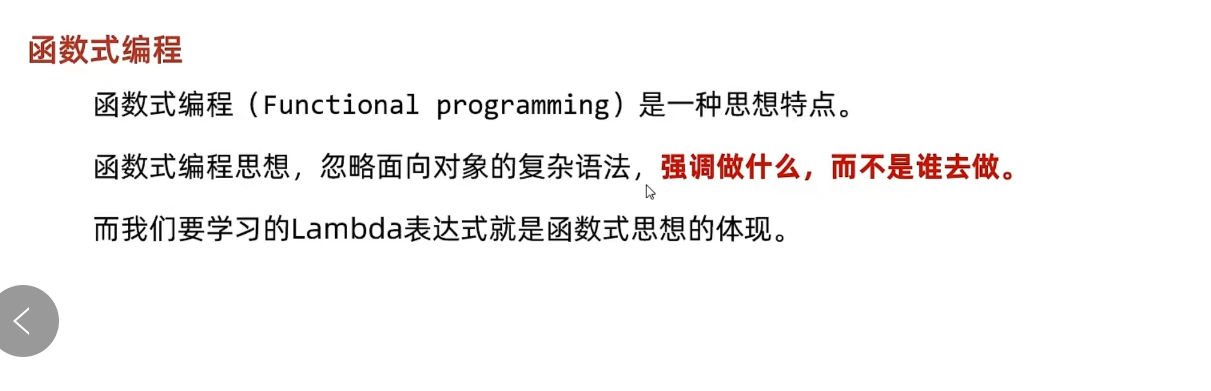 函数式编程
函数式编程（Functional programming）是一种思想特点。
函数式编程思想，忽略面向对象的复杂语法，强调做什么，而不是谁去做。
而我们要学习的Lambda表达式就是函数式思想的体现。